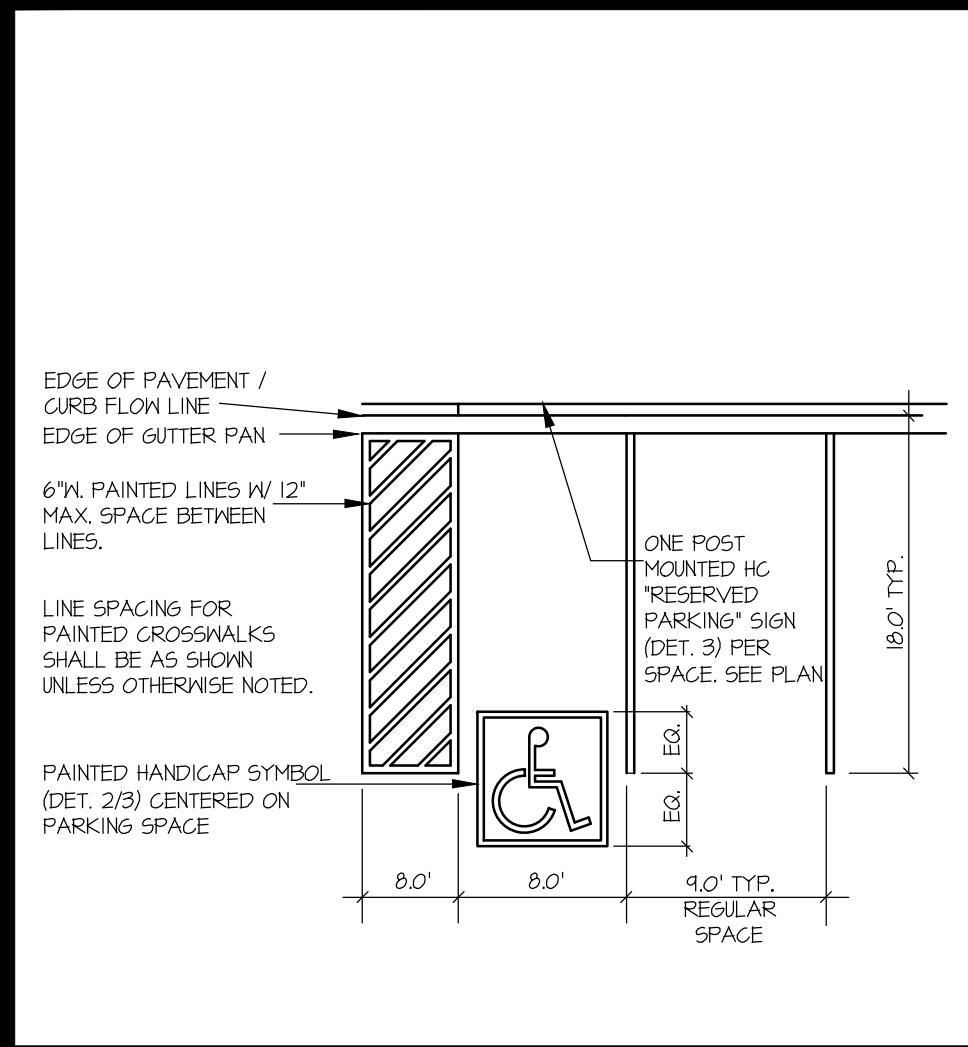 EDGE OF PAVEMENT /
CURB FLOW LINE
EDGE OF GUTTER PAN
6"W. PAINTED LINES W/ 12"
MAX. SPACE BETWEEN
LINES.
LINE SPACING FOR
PAINTED CROSSWALKS
SHALL BE AS SHOWN
UNLESS OTHERWISE NOTED.
PAINTED HANDICAP SYMBOL
(DET. 2/3) CENTERED ON
PARKING SPACE
ONE POST
MOUNTED HC
"RESERVED
PARKING" SIGN
(DET. 3) PER
SPACE. SEE PLAN
18.0' TYP.
EQ.
EQ.
8.0'
8.0'
9.0' TYP.
REGULAR
SPACE